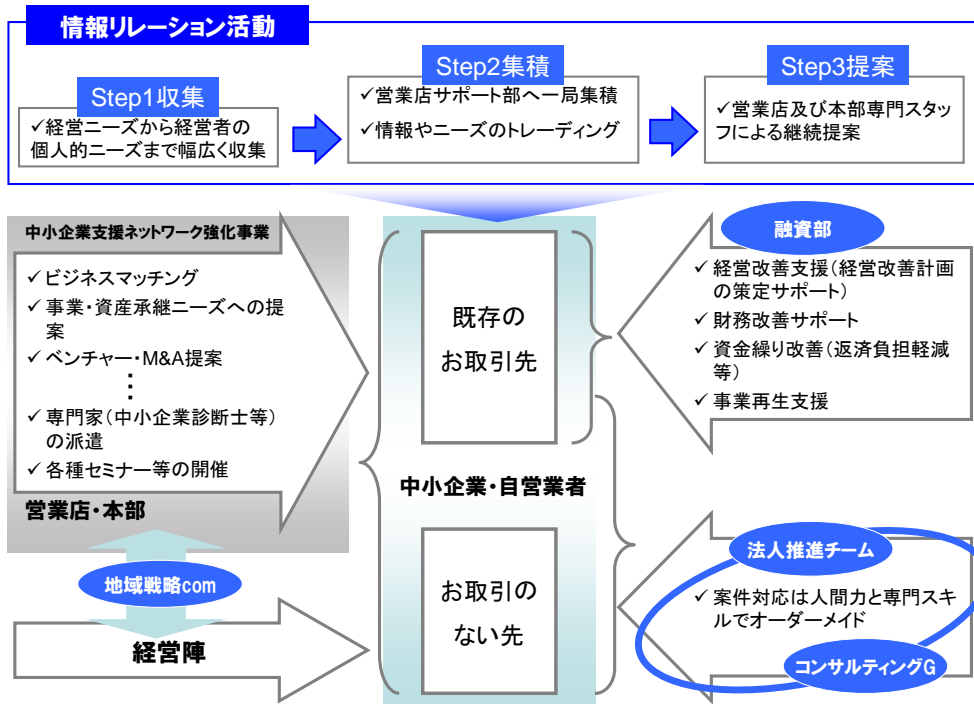 情報リレーション活動
Step1収集
✓経営ニーズから経営者の
個人的ニーズまで幅広く収集
Step2集積
✓営業店サポート部へ一局集積
✓情報やニーズのトレーディング
Step3提案
✓営業店及び本部専門スタッ
フによる継続提案
中小企業支援ネットワーク強化事業
✓ビジネスマッチング
✓事業・資産承継ニーズへの提
案
✓ベンチャー・M&A提案
⋮
✓専門家(中小企業診断士等)
の派遣
✓各種セミナー等の開催
営業店・本部
地域戦略com
経営陣
既存の
お取引先
中小企業・自営業者
お取引の
ない先
融資部
✓経営改善支援(経営改善計画
の策定サポート)
✓財務改善サポート
✓資金繰り改善(返済負担軽減
等)
✓事業再生支援
法人推進チーム
✓案件対応は人間力と専門スキ
ルでオーダーメイド
コンサルティングG